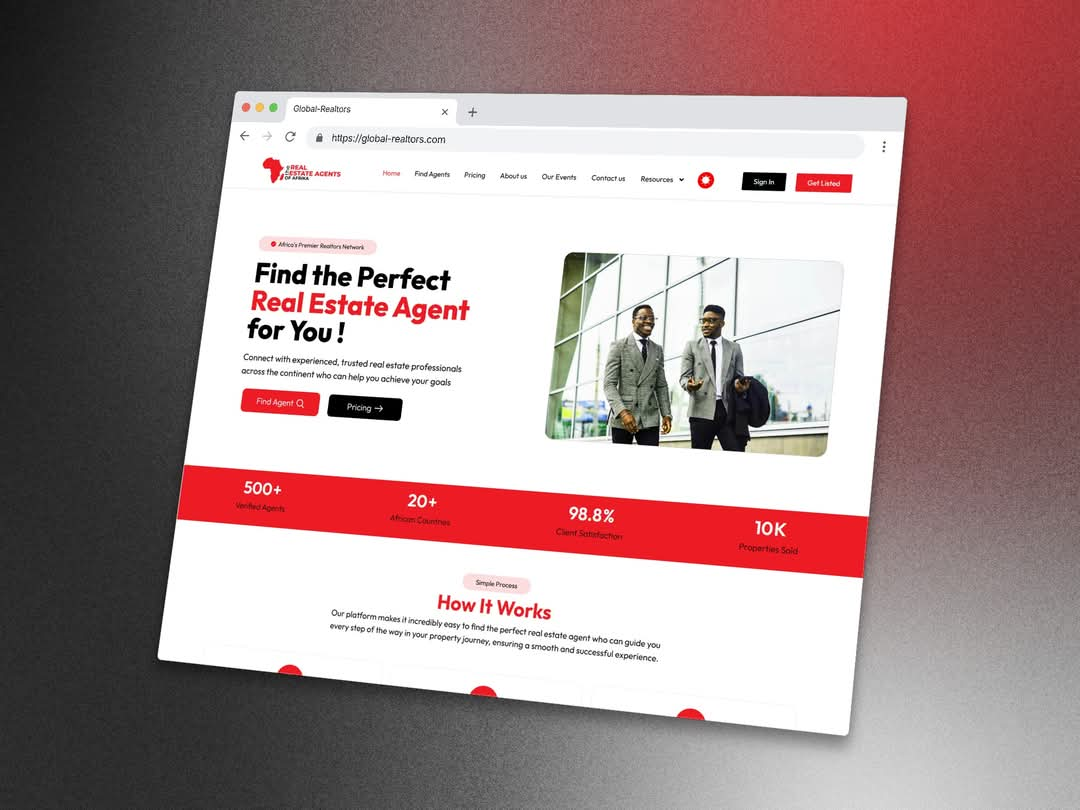 Global-Realtors
https://global-realtors.com
THE REAL
ESTATE AGENTS
OF AFRIKA
Home
Find Agents
Pricing
About us
Our Events
Contact us
Resources
Sign In
Get Listed
Africa's Premier Realtors Network
Find the Perfect
Real Estate Agent
for You !
Connect with experienced, trusted real estate professionals
across the continent who can help you achieve your goals
Find Agent
Pricing →
500+
Verified Agents
20+
African Countries
98.8%
Client Satisfaction
10K
Properties Sold
Simple Process
How It Works
Our platform makes it incredibly easy to find the perfect real estate agent who can guide you
every step of the way in your property journey, ensuring a smooth and successful experience.